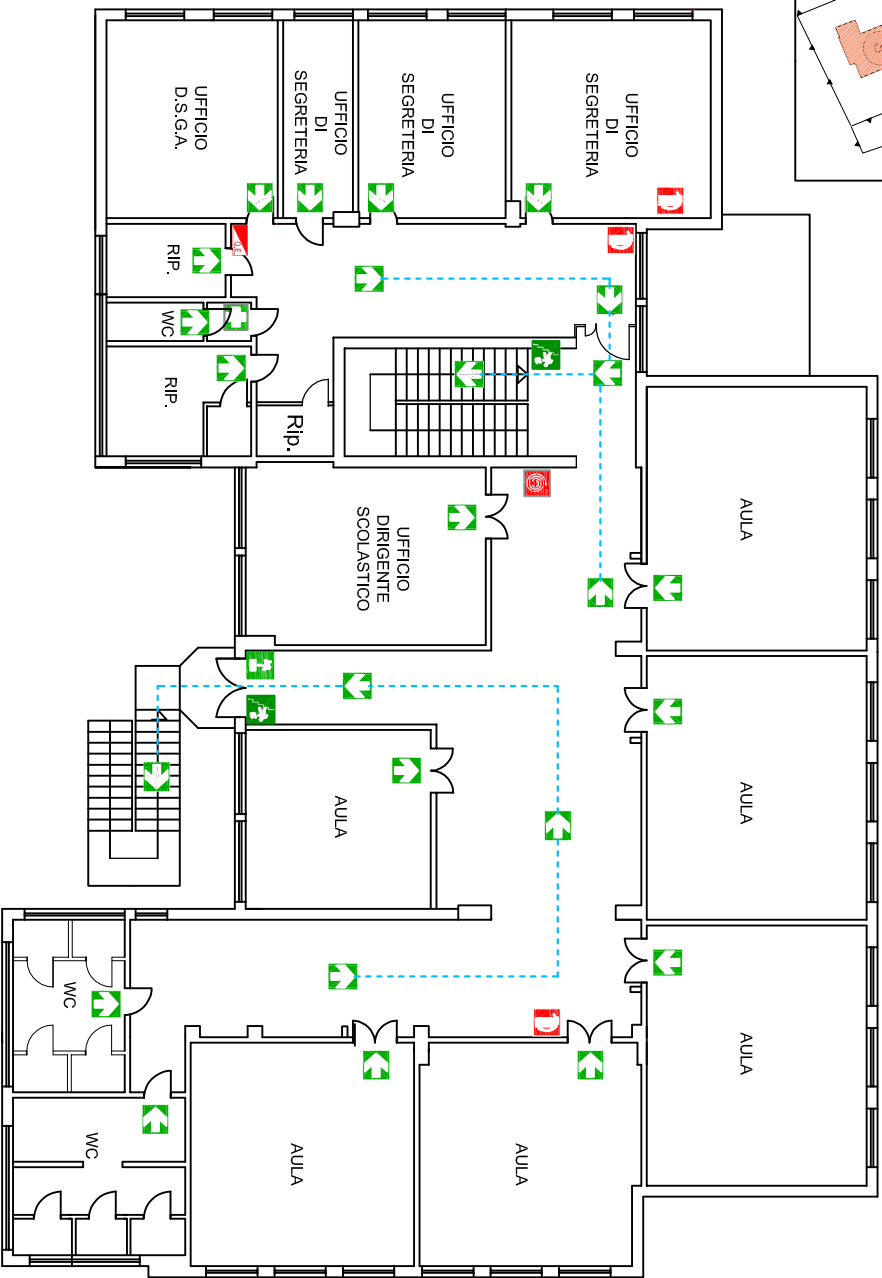 UFFICIO
D.S.G.A.
UFFICIO
DI
SEGRETERIA
UFFICIO
DI
SEGRETERIA
UFFICIO
DI
SEGRETERIA
RIP.
Q.E.
WC
RIP.
Rip.
UFFICIO
DIRIGENTE
SCOLASTICO
AULA
AULA
AULA
AULA
WC
WC
AULA
AULA